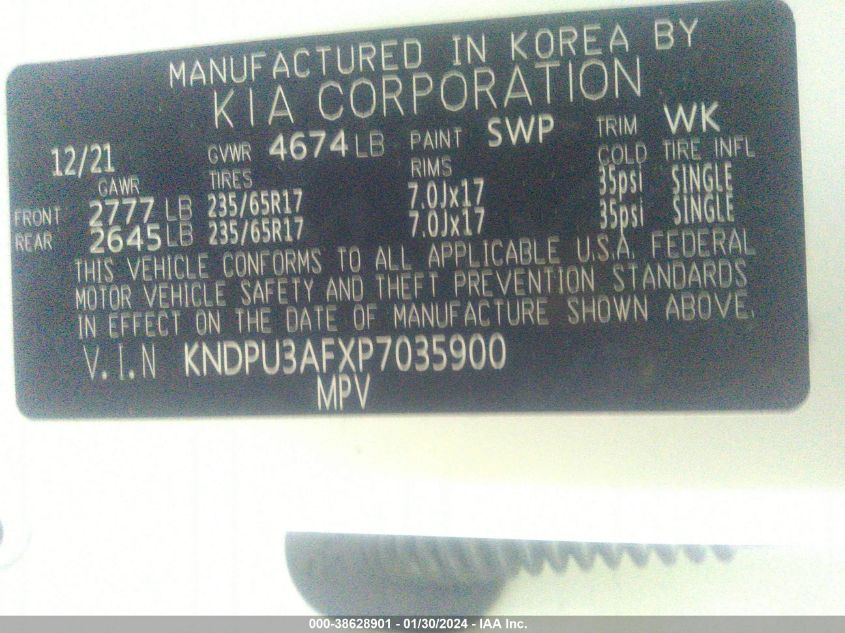 MANUFACTURED IN KOREA BY
KIA CORPORATION
12/21 GVWR 4674 LB PAINT SWP TRIM WK
GAWR TIRES RIMS COLD TIRE INFL
FRONT 2777 LB 235/65R17 7.0Jx17 35psi SINGLE
REAR 2645 LB 235/65R17 7.0Jx17 35psi SINGLE
THIS VEHICLE CONFORMS TO ALL APPLICABLE U.S.A. FEDERAL
MOTOR VEHICLE SAFETY AND THEFT PREVENTION STANDARDS
IN EFFECT ON THE DATE OF MANUFACTURE SHOWN ABOVE.
V.I.N KNDPU3AFXP7035900
MPV
000-38628901 - 01/30/2024 - IAA Inc.